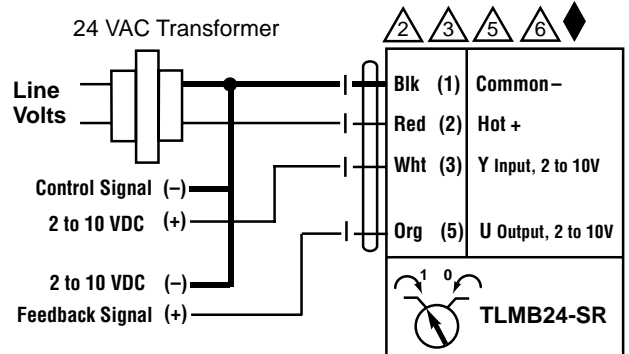 24 VAC Transformer
2 3 5 6
Line
Volts
Blk (1) Common –
Red (2) Hot +
Wht (3) Y Input, 2 to 10V
Control Signal (–)
2 to 10 VDC (+)
Org (5) U Output, 2 to 10V
2 to 10 VDC (–)
Feedback Signal (+)
1 0
TLMB24-SR